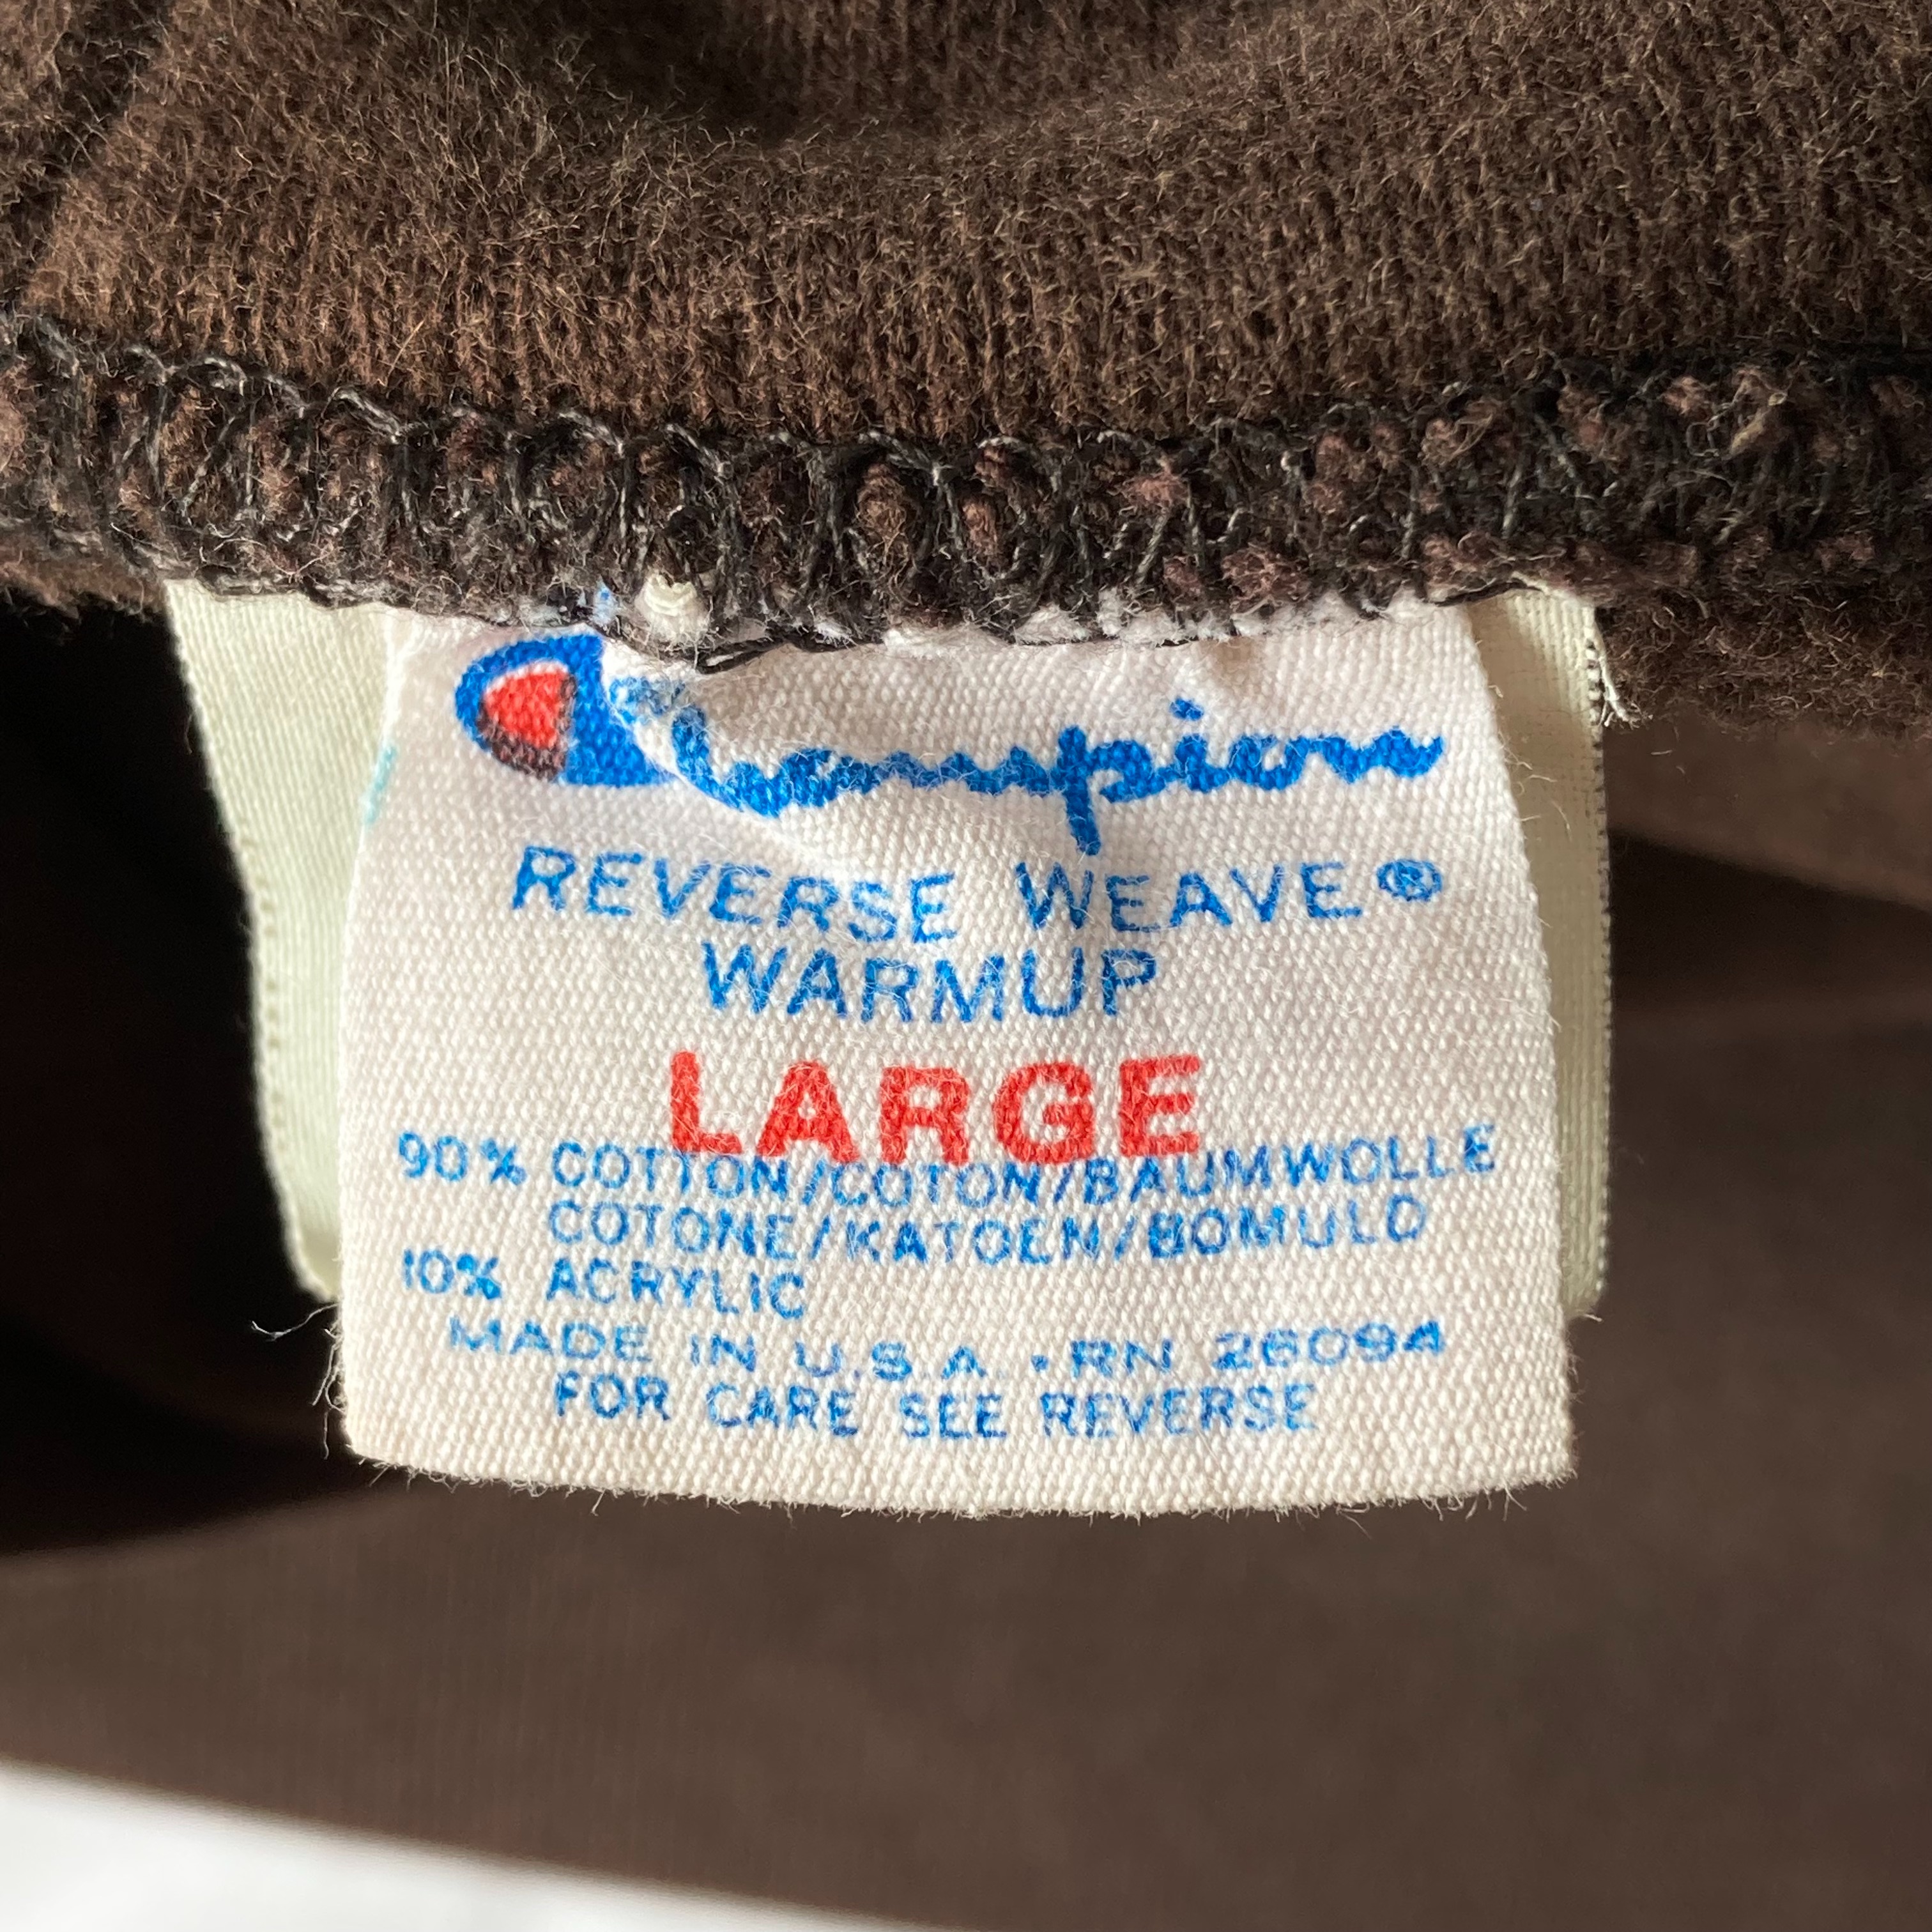 Champion
REVERSE WEAVE®
WARMUP
LARGE
90% COTTON/COTON/BAUMWOLLE
COTONE/KATOEN/BOMULD
10% ACRYLIC
MADE IN U.S.A. · RN 26094
FOR CARE SEE REVERSE